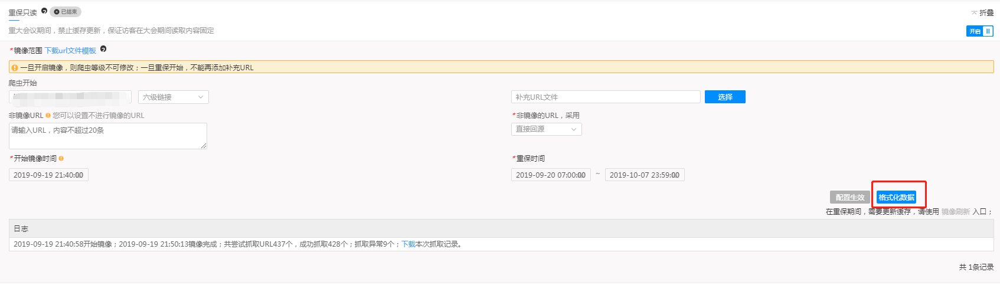 重保只读 ? 已结束
折叠
重大会议期间，禁止缓存更新，保证访客在大会期间读取内容固定
开启
*镜像范围 下载url文件模板 ?
一旦开启镜像，则爬虫等级不可修改；一旦重保开始，不能再添加补充URL
爬虫开始
六级链接
补充URL文件
选择
非镜像URL 您可以设置不进行镜像的URL
*非镜像的URL，采用
请输入URL，内容不超过20条
直接回源
*开始镜像时间
*重保时间
2019-09-19 21:40:00
2019-09-20 07:00:00 ~ 2019-10-07 23:59:00
配置生效 格式化数据
在重保期间，需要更新缓存，请使用 镜像刷新 入口；
日志
2019-09-19 21:40:58开始镜像；2019-09-19 21:50:13镜像完成；共尝试抓取URL437个，成功抓取428个；抓取异常9个；下载本次抓取记录。
共 1条记录